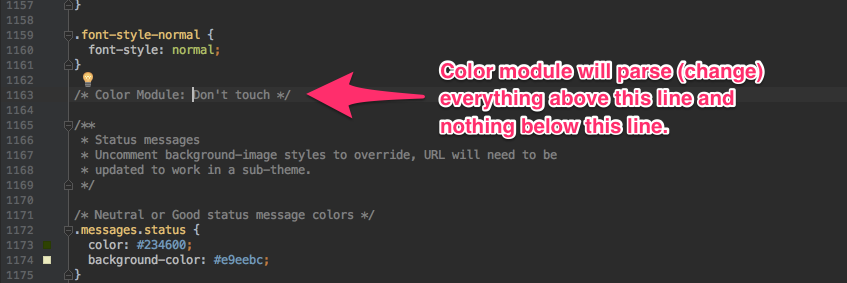 1157 }
1158
1159 .font-style-normal {
1160 font-style: normal;
1161 }
1162
1163 /* Color Module: Don't touch */
Color module will parse (change)
everything above this line and
nothing below this line.
1164
1165 /**
1166 * Status messages
1167 * Uncomment background-image styles to override, URL will need to be
1168 * updated to work in a sub-theme.
1169 */
1170
1171 /* Neutral or Good status message colors */
1172 .messages.status {
1173 color: #234600;
1174 background-color: #e9eebc;
1175 }